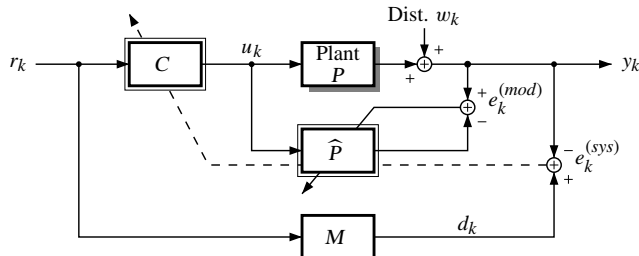 Dist. w_k
r_k
C
u_k
Plant
P
+
+
y_k
P̂
+
−
e_k^(mod)
−
+
e_k^(sys)
M
d_k